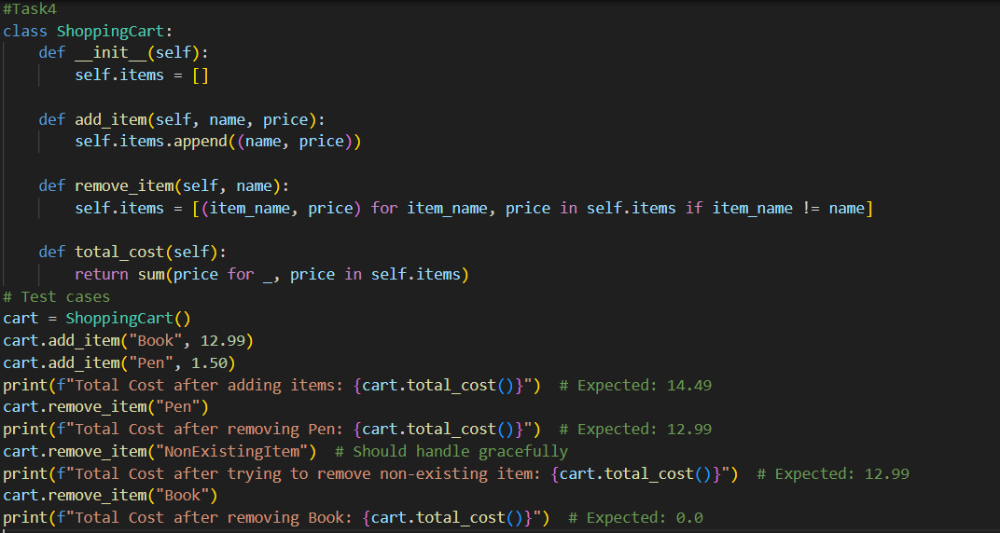 #Task4
class ShoppingCart:
    def __init__(self):
        self.items = []

    def add_item(self, name, price):
        self.items.append((name, price))

    def remove_item(self, name):
        self.items = [(item_name, price) for item_name, price in self.items if item_name != name]

    def total_cost(self):
        return sum(price for _, price in self.items)
# Test cases
cart = ShoppingCart()
cart.add_item("Book", 12.99)
cart.add_item("Pen", 1.50)
print(f"Total Cost after adding items: {cart.total_cost()}")  # Expected: 14.49
cart.remove_item("Pen")
print(f"Total Cost after removing Pen: {cart.total_cost()}")  # Expected: 12.99
cart.remove_item("NonExistingItem")  # Should handle gracefully
print(f"Total Cost after trying to remove non-existing item: {cart.total_cost()}")  # Expected: 12.99
cart.remove_item("Book")
print(f"Total Cost after removing Book: {cart.total_cost()}")  # Expected: 0.0